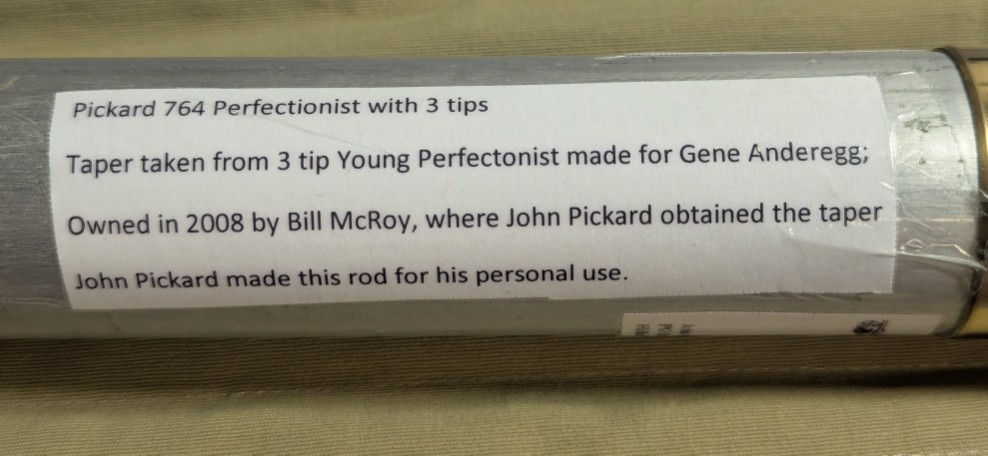 Pickard 764 Perfectionist with 3 tips
Taper taken from 3 tip Young Perfectonist made for Gene Anderegg;
Owned in 2008 by Bill McRoy, where John Pickard obtained the taper
John Pickard made this rod for his personal use.